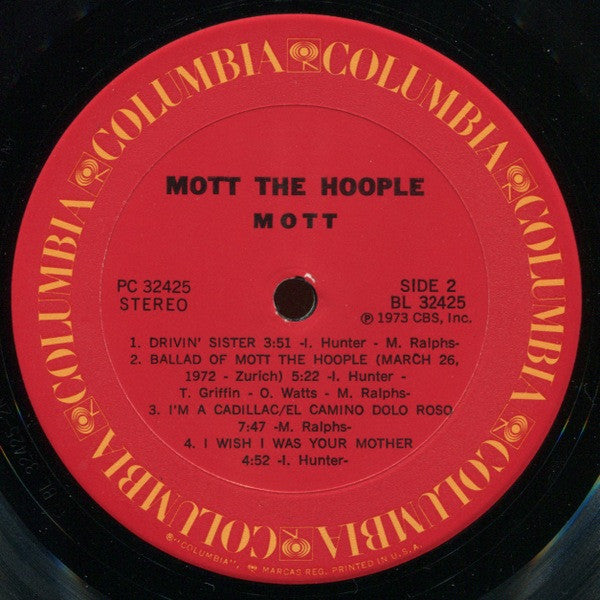 COLUMBIA COLUMBIA COLUMBIA COLUMBIA COLUMBIA COLUMBIA
MOTT THE HOOPLE
MOTT
PC 32425
STEREO
SIDE 2
BL 32425
℗ 1973 CBS, Inc.
1. DRIVIN' SISTER 3:51 -I. Hunter - M. Ralphs-
2. BALLAD OF MOTT THE HOOPLE (MARCH 26,
1972 - Zurich) 5:22 -I. Hunter -
T. Griffin - O. Watts - M. Ralphs-
3. I'M A CADILLAC/EL CAMINO DOLO ROSO
7:47 -M. Ralphs-
4. I WISH I WAS YOUR MOTHER
4:52 -I. Hunter-
®"COLUMBIA", MARCAS REG. PRINTED IN U.S.A.